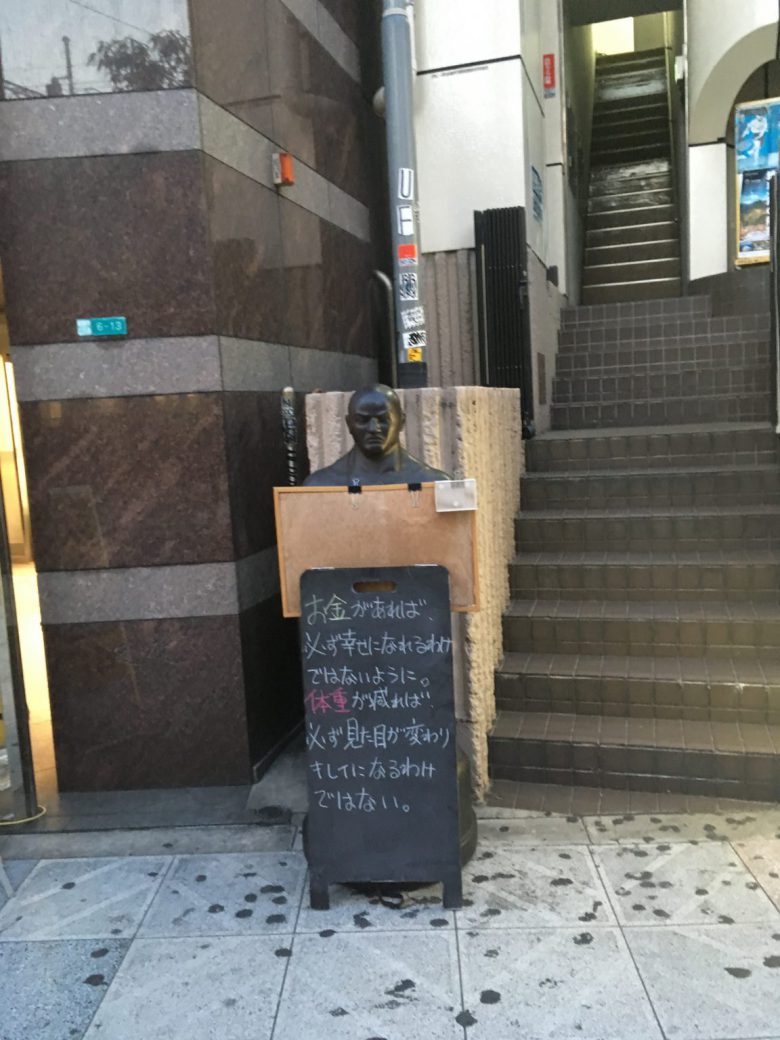 6-13
U
F
お金があれば、
必ず幸せになれるわけ
ではないように。
体重が減れば、
必ず見た目が変わり
キレイになるわけ
ではない。